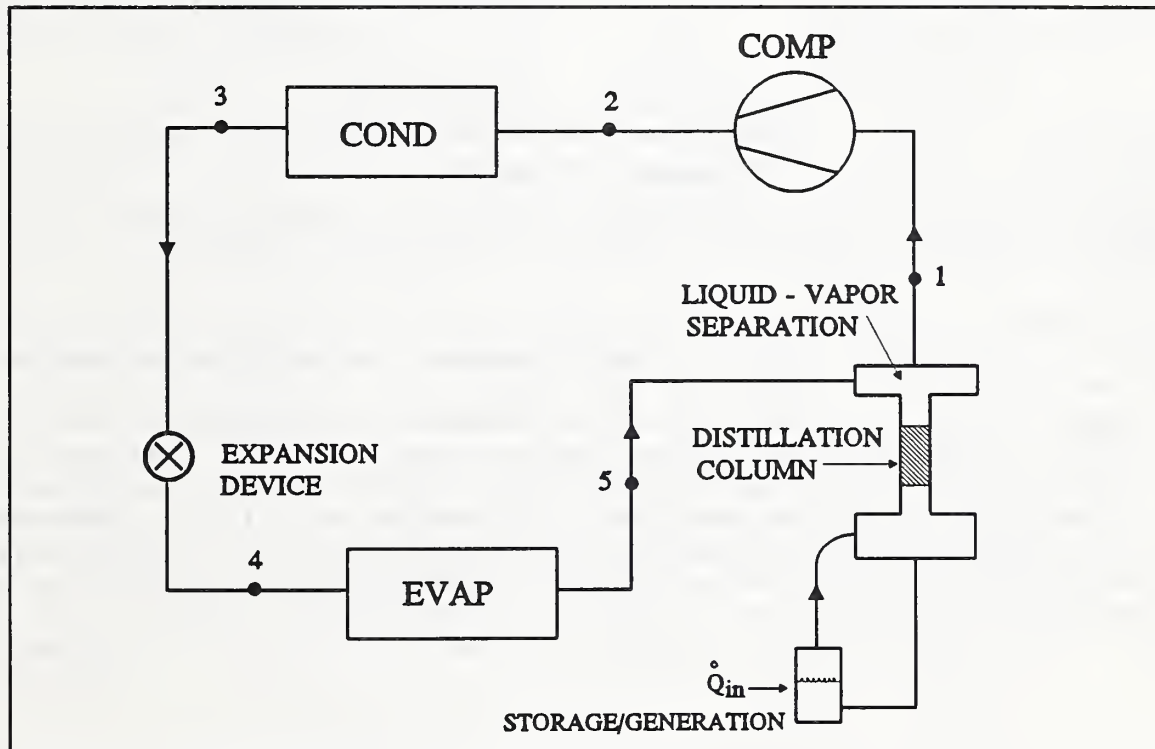 COMP
3
2
COND
1
LIQUID - VAPOR
SEPARATION
EXPANSION
DEVICE
DISTILLATION
COLUMN
5
4
EVAP
Q̊in
STORAGE/GENERATION